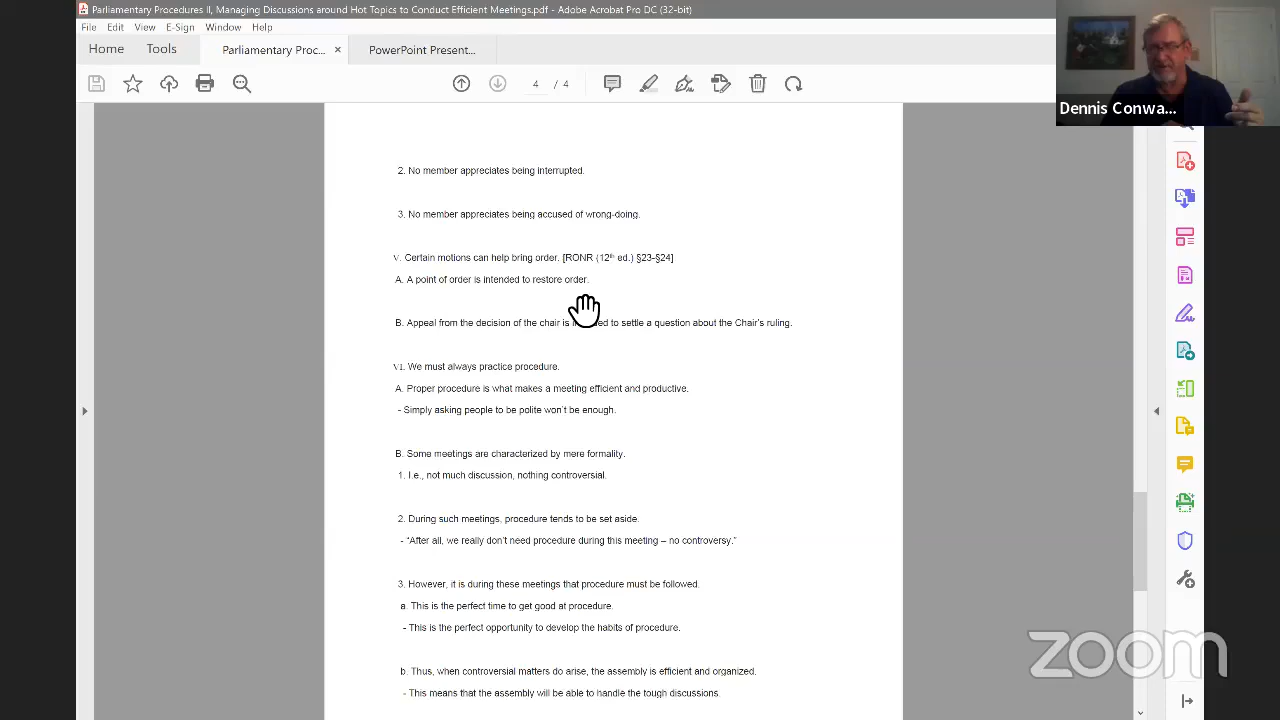 Parliamentary Procedures II, Managing Discussions around Hot Topics to Conduct Efficient Meetings.pdf - Adobe Acrobat Pro DC (32-bit)
File Edit View E-Sign Window Help
Home Tools Parliamentary Proc... × PowerPoint Present...
4 / 4
Dennis Conwa...
2. No member appreciates being interrupted.
3. No member appreciates being accused of wrong-doing.
V. Certain motions can help bring order. [RONR (12th ed.) §23-§24]
A. A point of order is intended to restore order.
B. Appeal from the decision of the chair is to settle a question about the Chair's ruling.
VI. We must always practice procedure.
A. Proper procedure is what makes a meeting efficient and productive.
- Simply asking people to be polite won't be enough.
B. Some meetings are characterized by mere formality.
1. I.e., not much discussion, nothing controversial.
2. During such meetings, procedure tends to be set aside.
- "After all, we really don't need procedure during this meeting – no controversy."
3. However, it is during these meetings that procedure must be followed.
a. This is the perfect time to get good at procedure.
- This is the perfect opportunity to develop the habits of procedure.
b. Thus, when controversial matters do arise, the assembly is efficient and organized.
- This means that the assembly will be able to handle the tough discussions.
zoom